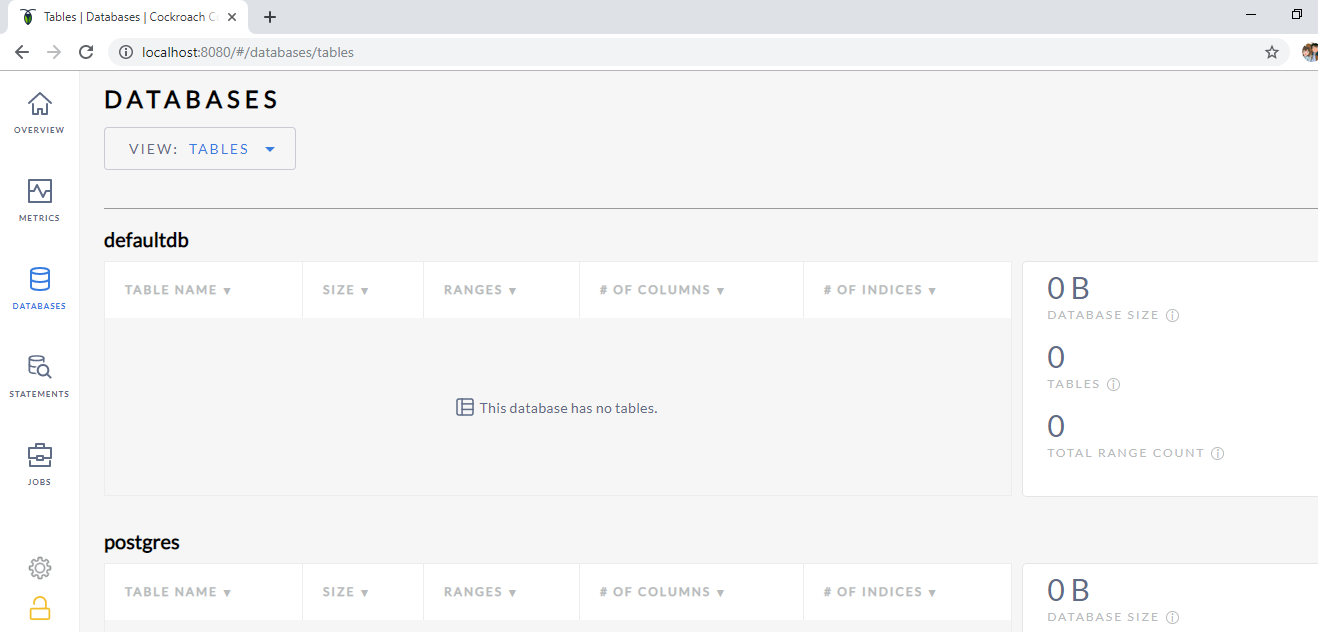 Tables | Databases | Cockroach C
localhost:8080/#/databases/tables
OVERVIEW
METRICS
DATABASES
STATEMENTS
JOBS
DATABASES
VIEW: TABLES
defaultdb
TABLE NAME ▼ SIZE ▼ RANGES ▼ # OF COLUMNS ▼ # OF INDICES ▼
This database has no tables.
0 B
DATABASE SIZE
0
TABLES
0
TOTAL RANGE COUNT
postgres
TABLE NAME ▼ SIZE ▼ RANGES ▼ # OF COLUMNS ▼ # OF INDICES ▼
0 B
DATABASE SIZE